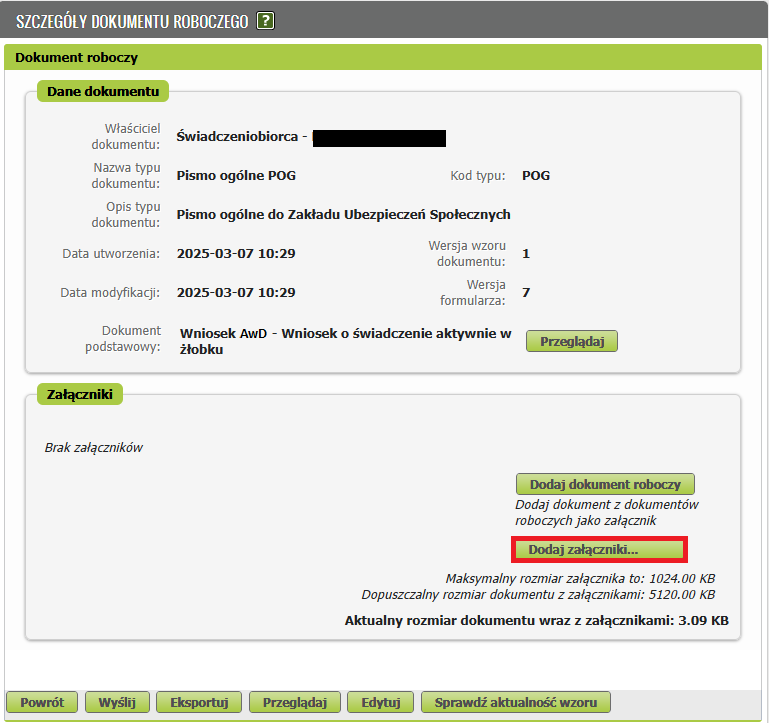 SZCZEGÓŁY DOKUMENTU ROBOCZEGO ?
Dokument roboczy
Dane dokumentu
Właściciel
dokumentu:
Świadczeniobiorca -
Nazwa typu
dokumentu:
Pismo ogólne POG
Kod typu:
POG
Opis typu
dokumentu:
Pismo ogólne do Zakładu Ubezpieczeń Społecznych
Data utworzenia:
2025-03-07 10:29
Wersja wzoru
dokumentu:
1
Data modyfikacji:
2025-03-07 10:29
Wersja
formularza:
7
Dokument
podstawowy:
Wniosek AwD - Wniosek o świadczenie aktywnie w
żłobku
Przeglądaj
Załączniki
Brak załączników
Dodaj dokument roboczy
Dodaj dokument z dokumentów
roboczych jako załącznik
Dodaj załączniki...
Maksymalny rozmiar załącznika to: 1024.00 KB
Dopuszczalny rozmiar dokumentu z załącznikami: 5120.00 KB
Aktualny rozmiar dokumentu wraz z załącznikami: 3.09 KB
Powrót
Wyślij
Eksportuj
Przeglądaj
Edytuj
Sprawdź aktualność wzoru